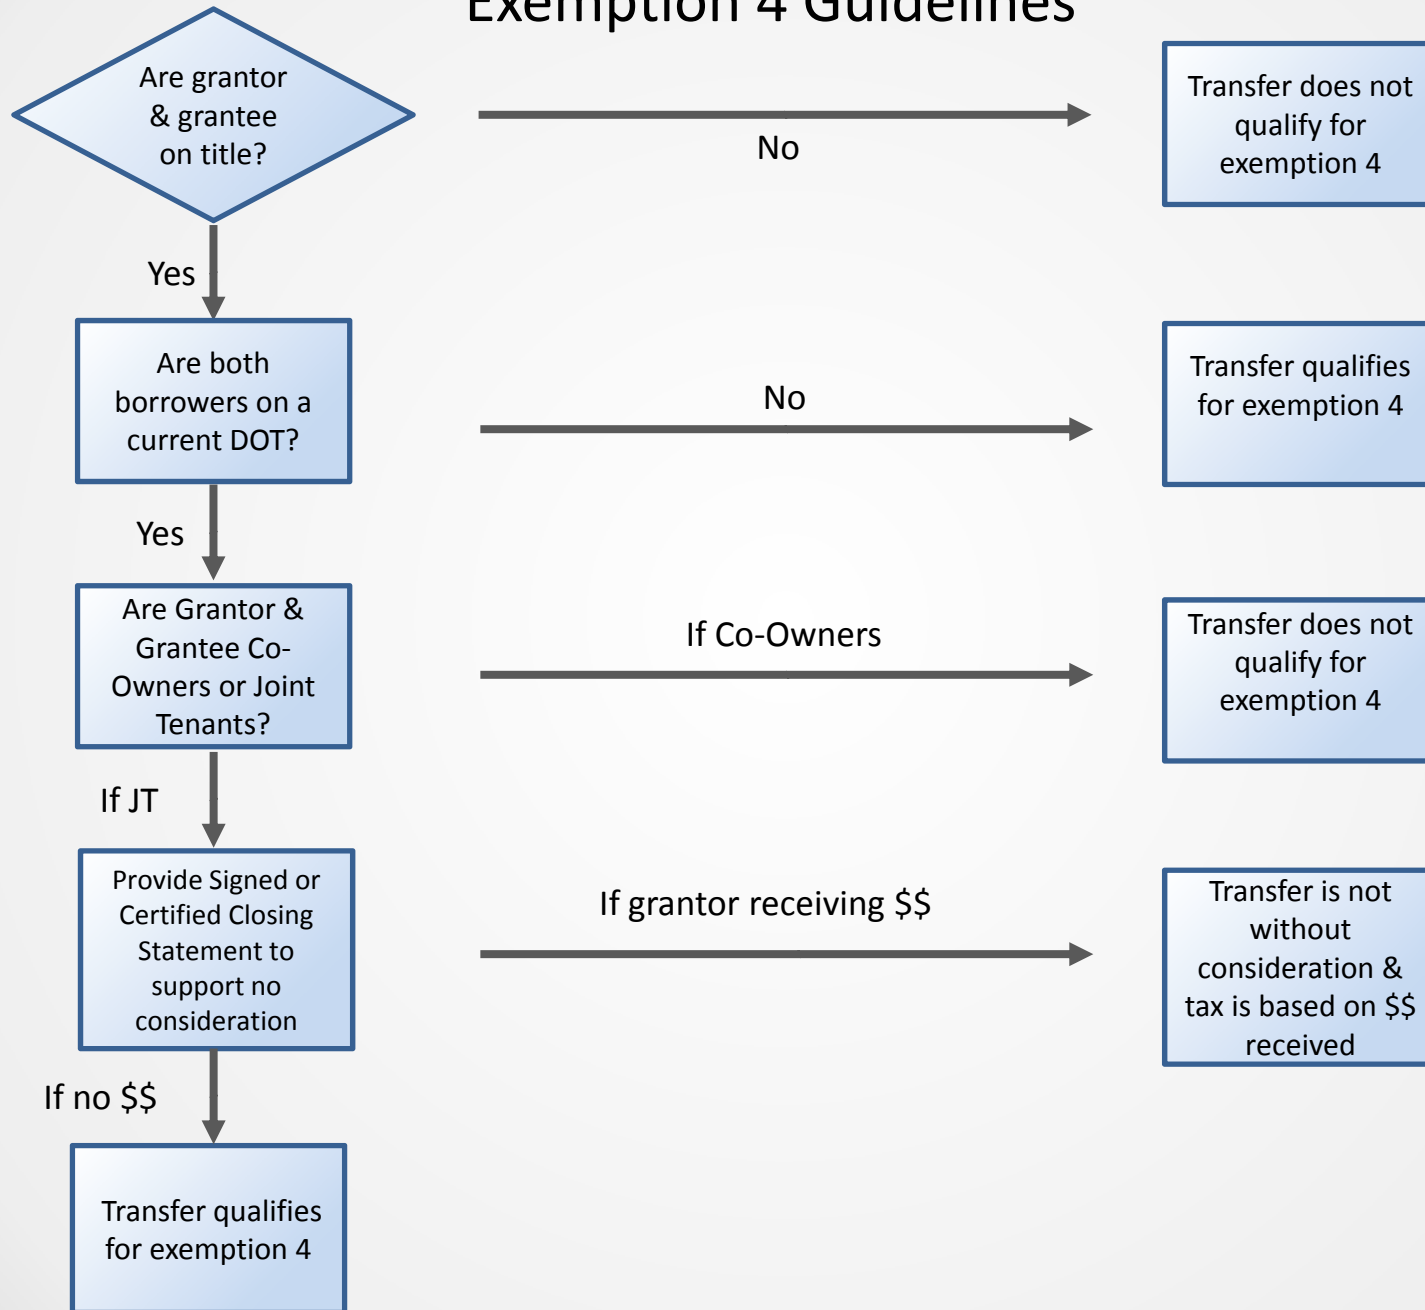 Exemption 4 Guidelines
Are grantor
& grantee
on title?
No
Transfer does not
qualify for
exemption 4
Yes
Are both
borrowers on a
current DOT?
No
Transfer qualifies
for exemption 4
Yes
Are Grantor &
Grantee Co-
Owners or Joint
Tenants?
If Co-Owners
Transfer does not
qualify for
exemption 4
If JT
Provide Signed or
Certified Closing
Statement to
support no
consideration
If grantor receiving $$
Transfer is not
without
consideration &
tax is based on $$
received
If no $$
Transfer qualifies
for exemption 4